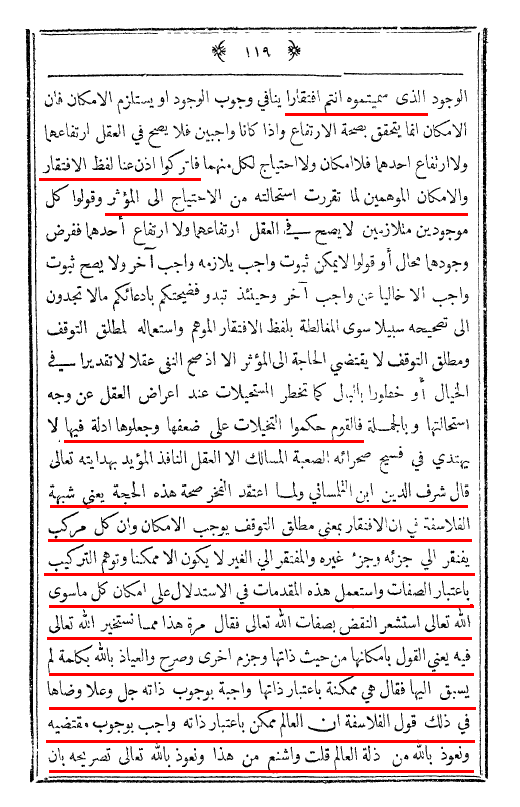 ١١٩
الوجود الذى سميتموه انتم افتقارا ينافي وجوب الوجود او يستلزم الامكان فان
الامكان انما يتحقق بصحة الارتفاع واذا كانا واجبين فلا يصح في العقل ارتفاعهما
ولا ارتفاع احدهما فلا امكان ولا احتياج لكل منهما فاتركوا اذن عنا لفظ الافتقار
والامكان الموهمين لما تقررت استحالته من الاحتياج الى المؤثر وقولوا كل
موجودين متلازمين لا يصح في العقل ارتفاعهما ولا ارتفاع أحدهما ففرض
وجودهما محال أو قولوا لا يمكن ثبوت واجب يلازمه واجب آخر ولا يصح ثبوت
واجب الا خاليا عن واجب آخر وحينئذ تبدو فضيحتكم بادعائكم مالا تجدون
الى تصحيحه سبيلا سوى المغالطة بلفظ الافتقار الموهم واستعماله لمطلق التوقف
ومطلق التوقف لا يقتضي الحاجة الى المؤثر الا اذ صح النفى عقلا لا تقديرا في
الخيال أو خطورا بالبال كما تخطر المستحيلات عند اعراض العقل عن وجه
استحالتها وبالجملة فالقوم حكموا التخيلات على ضعفها وجعلوها ادلة فيها لا
يهتدي في فسيح صحرائه الصعبة المسالك الا العقل النافذ المؤيد بهدايته تعالى
قال شرف الدين ابن التلمساني ولما اعتقد الفخر صحة هذه الحجة يعني شبهة
الفلاسفة في ان الافتقار بمعني مطلق التوقف يوجب الامكان وان كل مركب
يفتقر الي جزئه وجزء غيره والمفتقر الي الغير لا يكون الا ممكنا وتوهم التركيب
باعتبار الصفات واستعمل هذه المقدمات في الاستدلال على امكان كل ماسوى
الله تعالى استشعر النقض بصفات الله تعالى فقال مرة هذا مما نستخير الله تعالى
فيه يعني القول بامكانها من حيث ذاتها وجزم اخرى وصرح والعياذ بالله بكلمة لم
يسبق اليها فقال هي ممكنة باعتبار ذاتها واجبة بوجوب ذاته جل وعلا وضاها
في ذلك قول الفلاسفة ان العالم ممكن باعتبار ذاته واجب بوجوب مقتضيه
ونعوذ بالله من ذلة العالم قلت واشنع من هذا ونعوذ بالله تعالى تصريحه بان